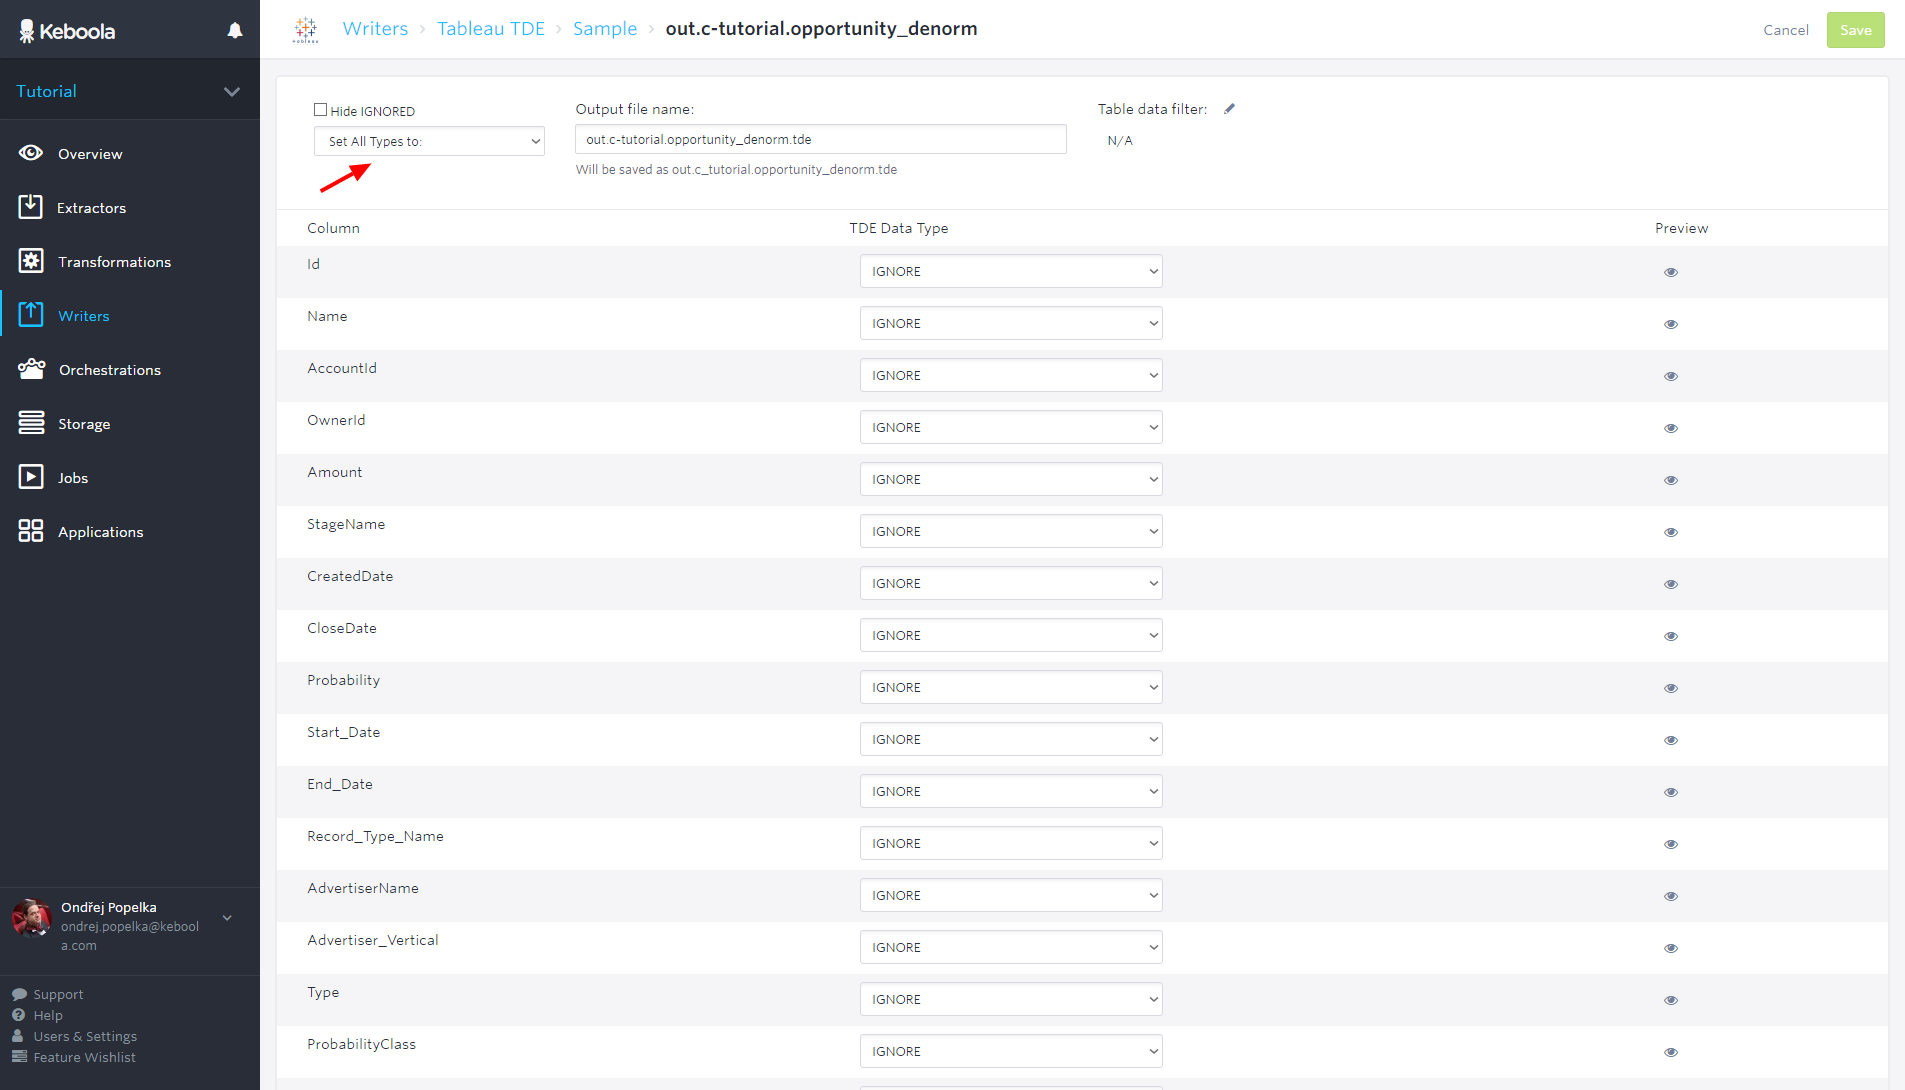 Keboola
Tutorial
Overview
Extractors
Transformations
Writers
Orchestrations
Storage
Jobs
Applications
Ondřej Popelka
ondrej.popelka@kebool
a.com
Support
Help
Users & Settings
Feature Wishlist
Writers › Tableau TDE › Sample › out.c-tutorial.opportunity_denorm
Cancel
Save
Hide IGNORED
Set All Types to:
Output file name:
out.c-tutorial.opportunity_denorm.tde
Will be saved as out.c_tutorial.opportunity_denorm.tde
Table data filter:
N/A
Column TDE Data Type Preview
Id IGNORE
Name IGNORE
AccountId IGNORE
OwnerId IGNORE
Amount IGNORE
StageName IGNORE
CreatedDate IGNORE
CloseDate IGNORE
Probability IGNORE
Start_Date IGNORE
End_Date IGNORE
Record_Type_Name IGNORE
AdvertiserName IGNORE
Advertiser_Vertical IGNORE
Type IGNORE
ProbabilityClass IGNORE